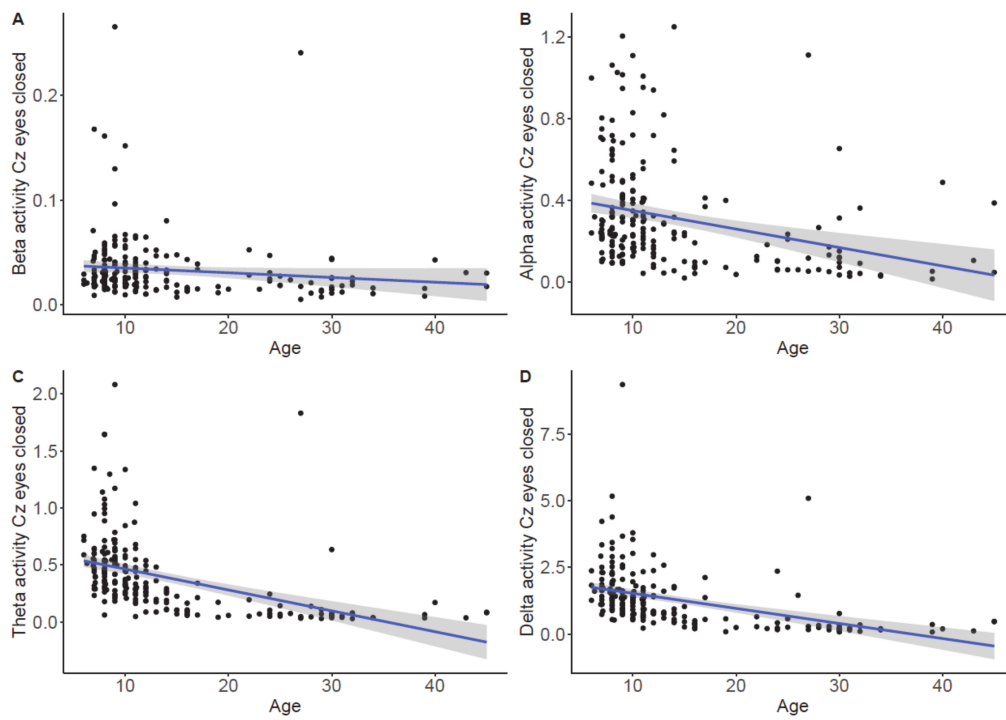 A
Beta activity Cz eyes closed
0.2
0.1
0.0
10 20 30 40
Age
B
Alpha activity Cz eyes closed
1.2
0.8
0.4
0.0
10 20 30 40
Age
C
Theta activity Cz eyes closed
2.0
1.5
1.0
0.5
0.0
10 20 30 40
Age
D
Delta activity Cz eyes closed
7.5
5.0
2.5
0.0
10 20 30 40
Age